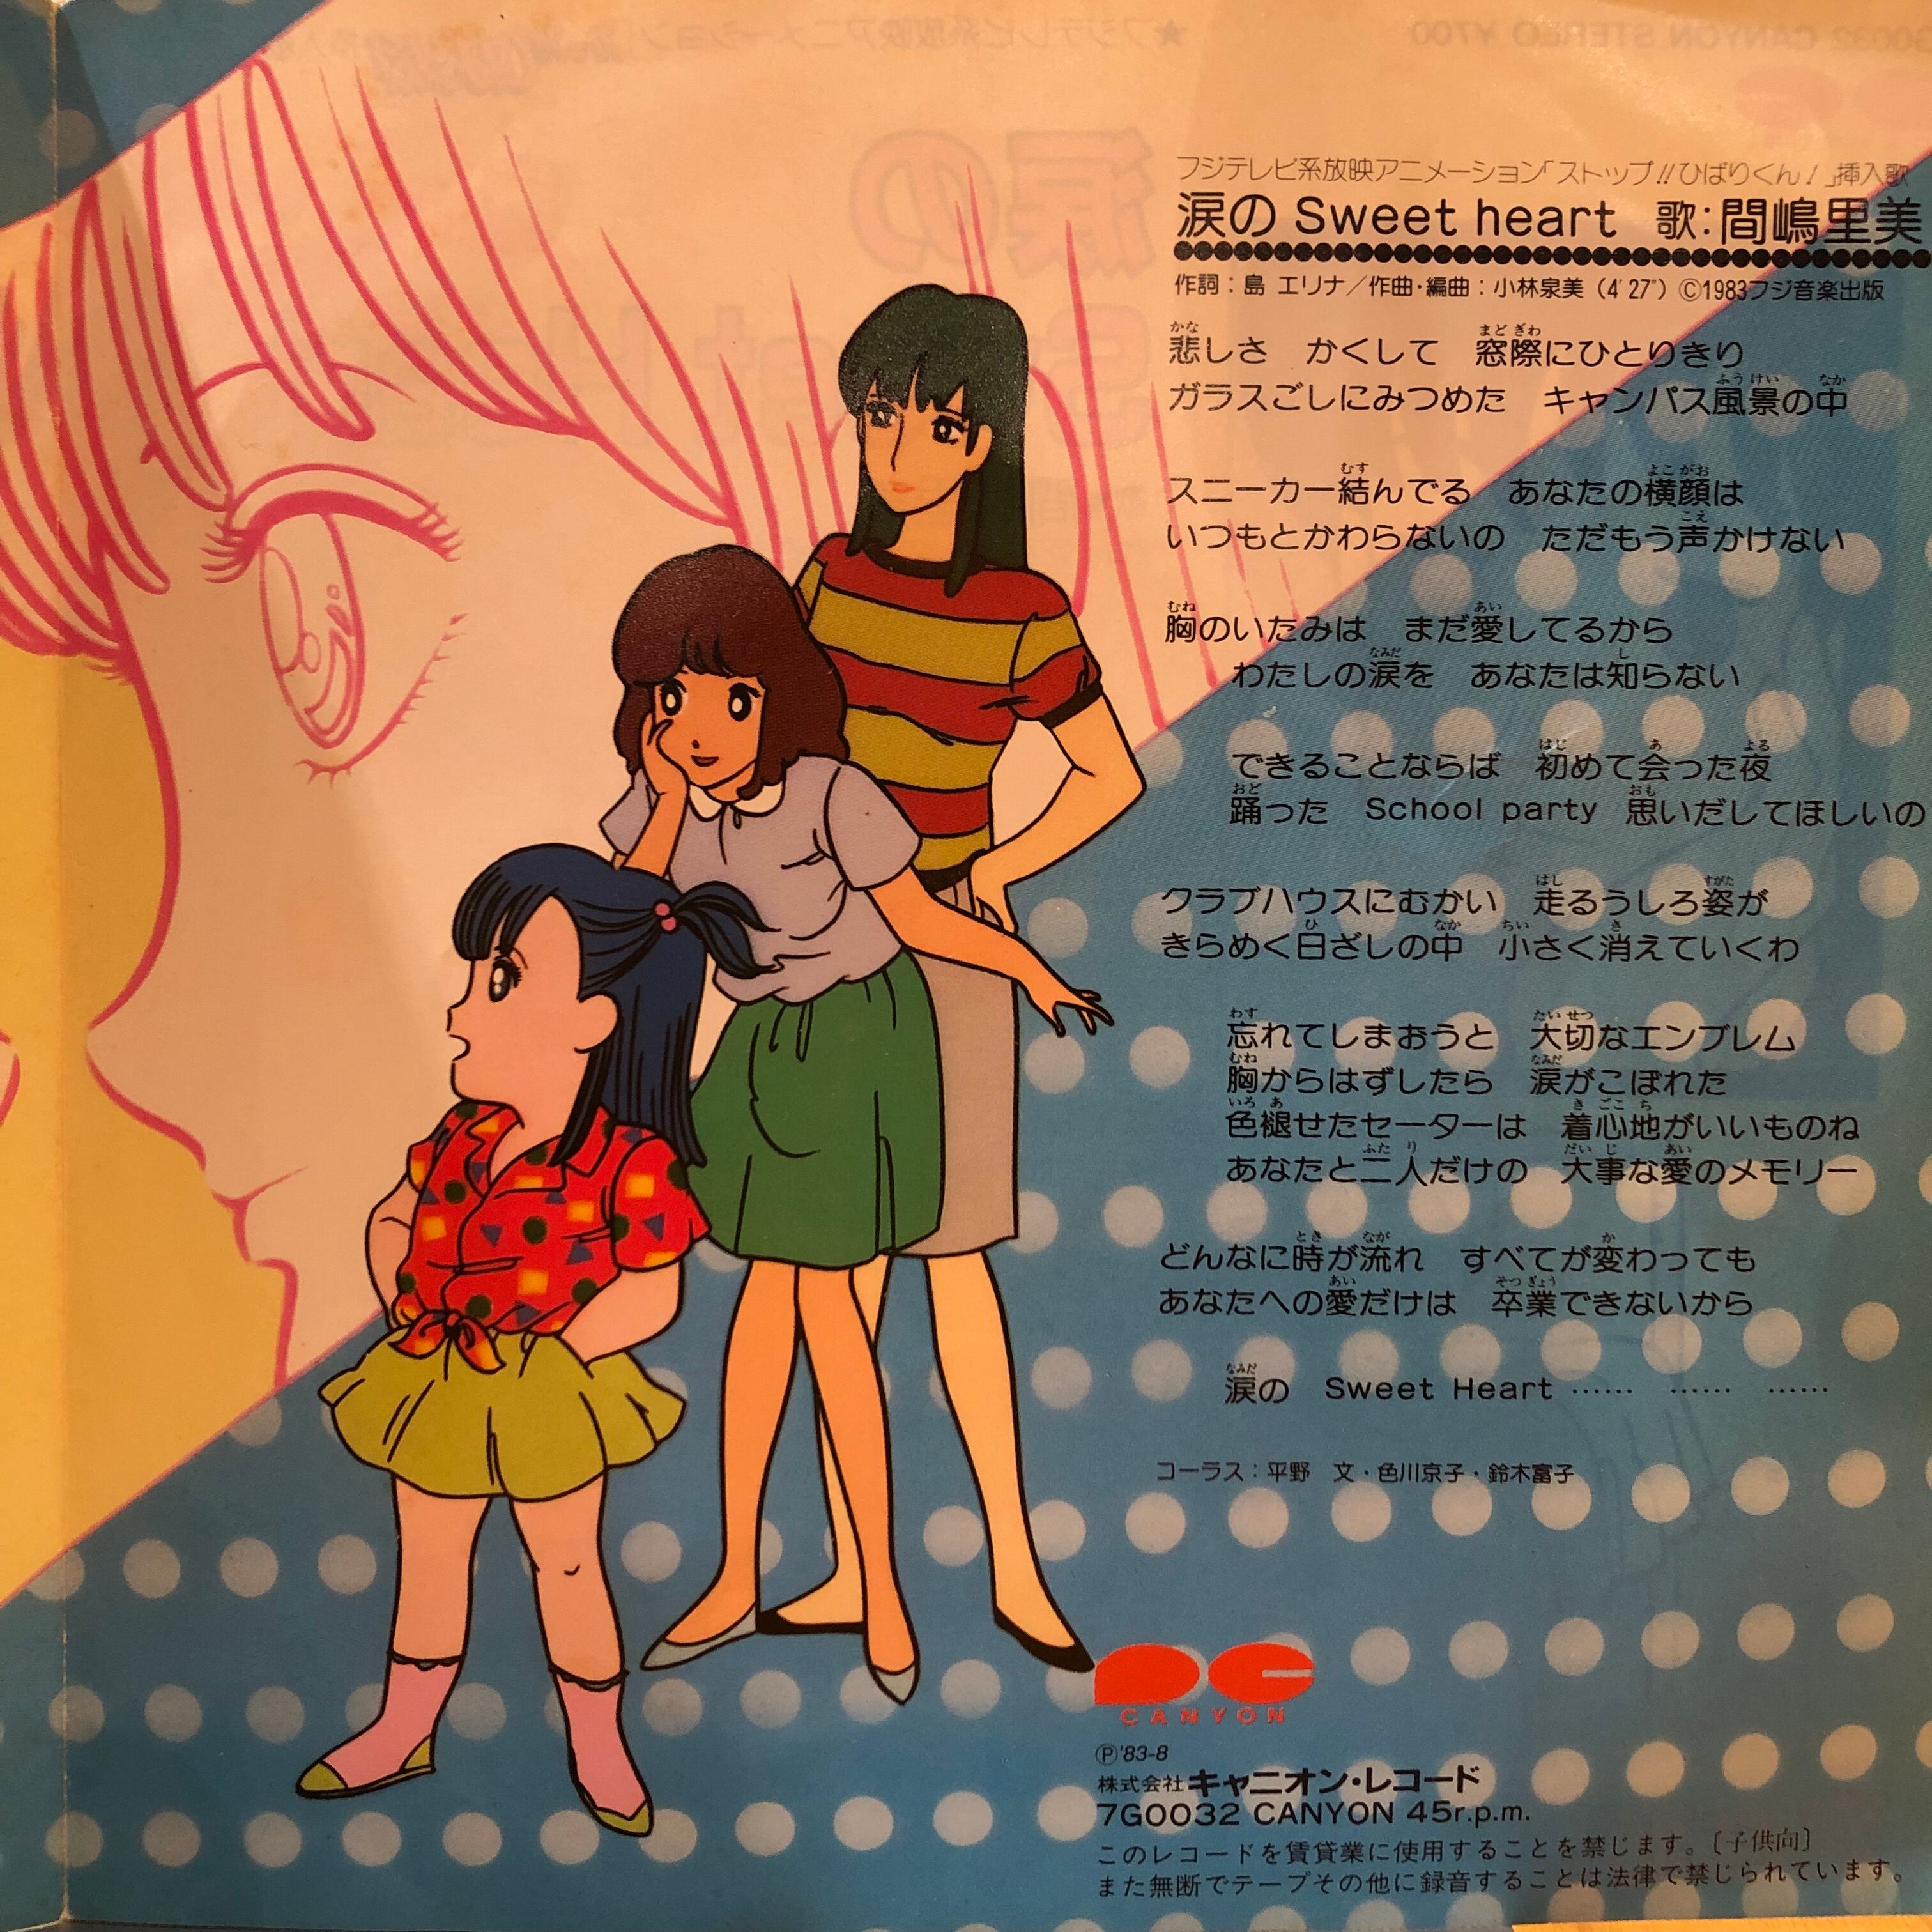 フジテレビ系放映アニメーション「ストップ!!ひばりくん!」挿入歌
涙の Sweet heart 歌:間嶋里美
作詞:島 エリナ/作曲・編曲:小林泉美(4′27″)©1983フジ音楽出版
悲しさ かくして 窓際にひとりきり
ガラスごしにみつめた キャンパス風景の中
スニーカー結んでる あなたの横顔は
いつもとかわらないの ただもう声かけない
胸のいたみは まだ愛してるから
わたしの涙を あなたは知らない
できることならば 初めて会った夜
踊った School party 思いだしてほしいの
クラブハウスにむかい 走るうしろ姿が
きらめく日ざしの中 小さく消えていくわ
忘れてしまおうと 大切なエンブレム
胸からはずしたら 涙がこぼれた
色褪せたセーターは 着心地がいいものね
あなたと二人だけの 大事な愛のメモリー
どんなに時が流れ すべてが変わっても
あなたへの愛だけは 卒業できないから
涙の Sweet Heart …… …… ……
コーラス:平野 文・色川京子・鈴木富子
CANYON
Ⓟ'83-8
株式会社キャニオン・レコード
7G0032 CANYON 45r.p.m.
このレコードを賃貸業に使用することを禁じます。〔子供向〕
また無断でテープその他に録音することは法律で禁じられています。